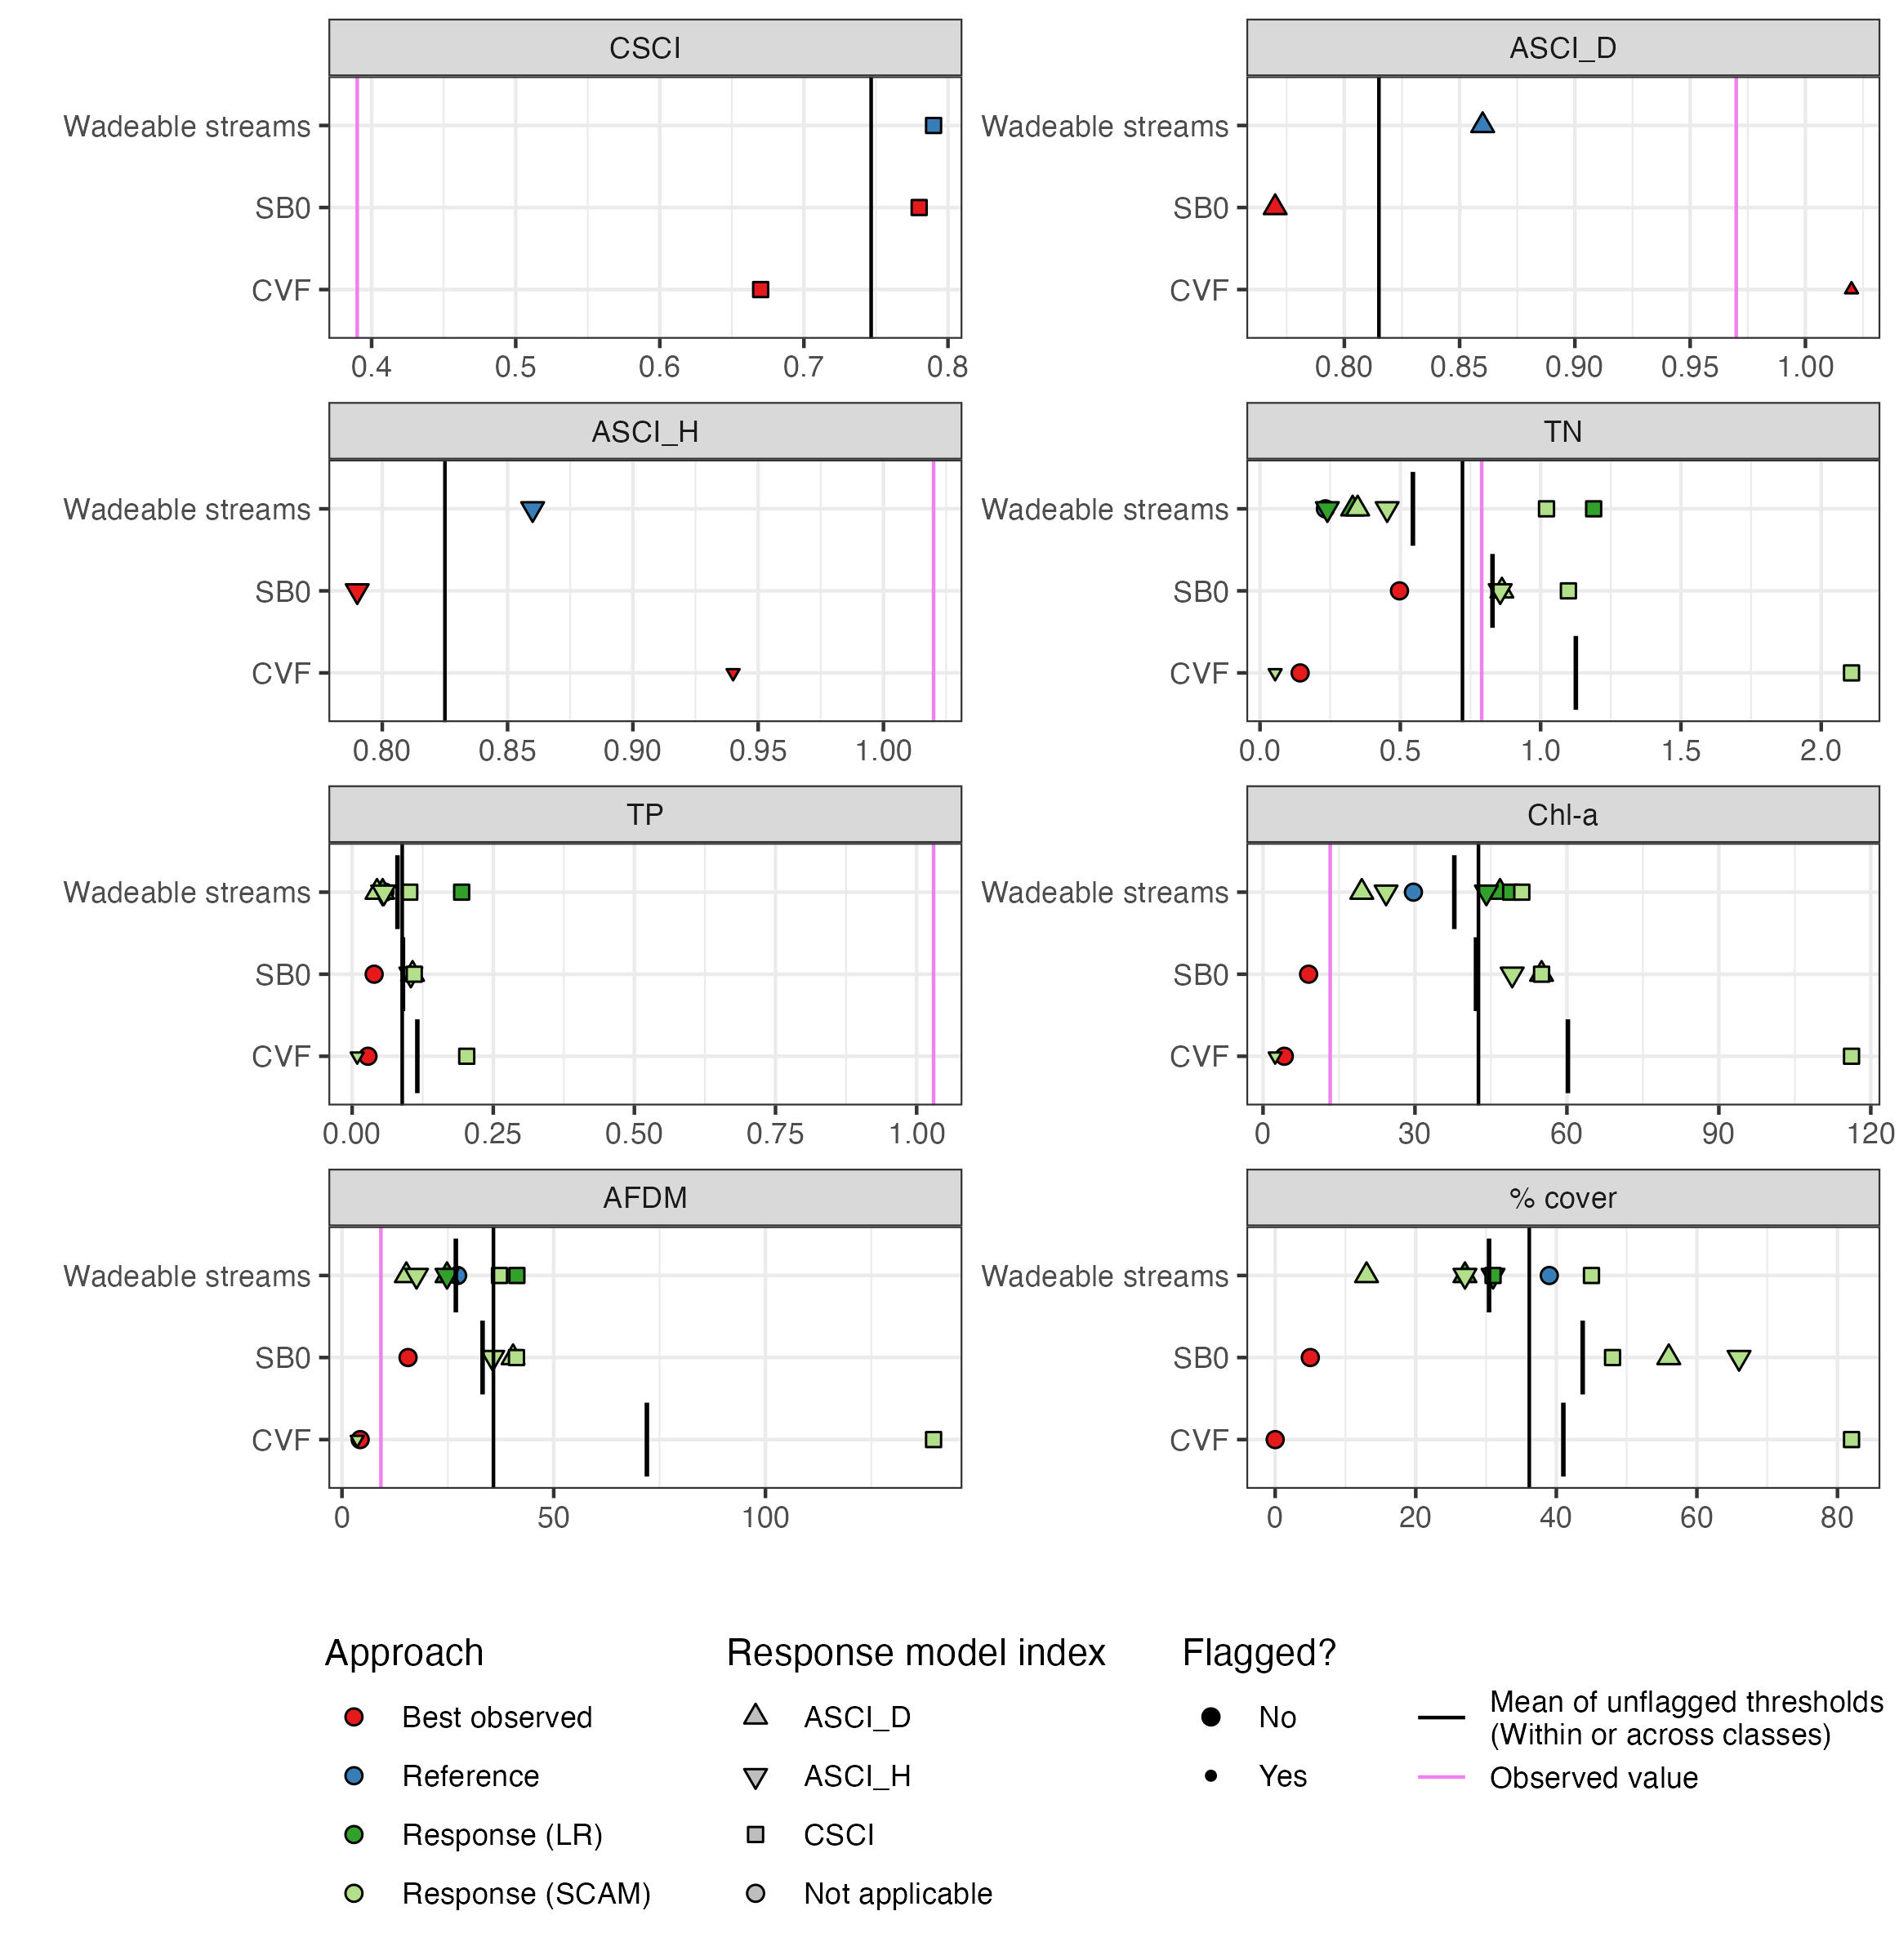 CSCI
Wadeable streams
SB0
CVF
0.4 0.5 0.6 0.7 0.8
ASCI_D
Wadeable streams
SB0
CVF
0.80 0.85 0.90 0.95 1.00
ASCI_H
Wadeable streams
SB0
CVF
0.80 0.85 0.90 0.95 1.00
TN
Wadeable streams
SB0
CVF
0.0 0.5 1.0 1.5 2.0
TP
Wadeable streams
SB0
CVF
0.00 0.25 0.50 0.75 1.00
Chl-a
Wadeable streams
SB0
CVF
0 30 60 90 120
AFDM
Wadeable streams
SB0
CVF
0 50 100
% cover
Wadeable streams
SB0
CVF
0 20 40 60 80
Approach
Best observed
Reference
Response (LR)
Response (SCAM)
Response model index
ASCI_D
ASCI_H
CSCI
Not applicable
Flagged?
No
Yes
Mean of unflagged thresholds
(Within or across classes)
Observed value